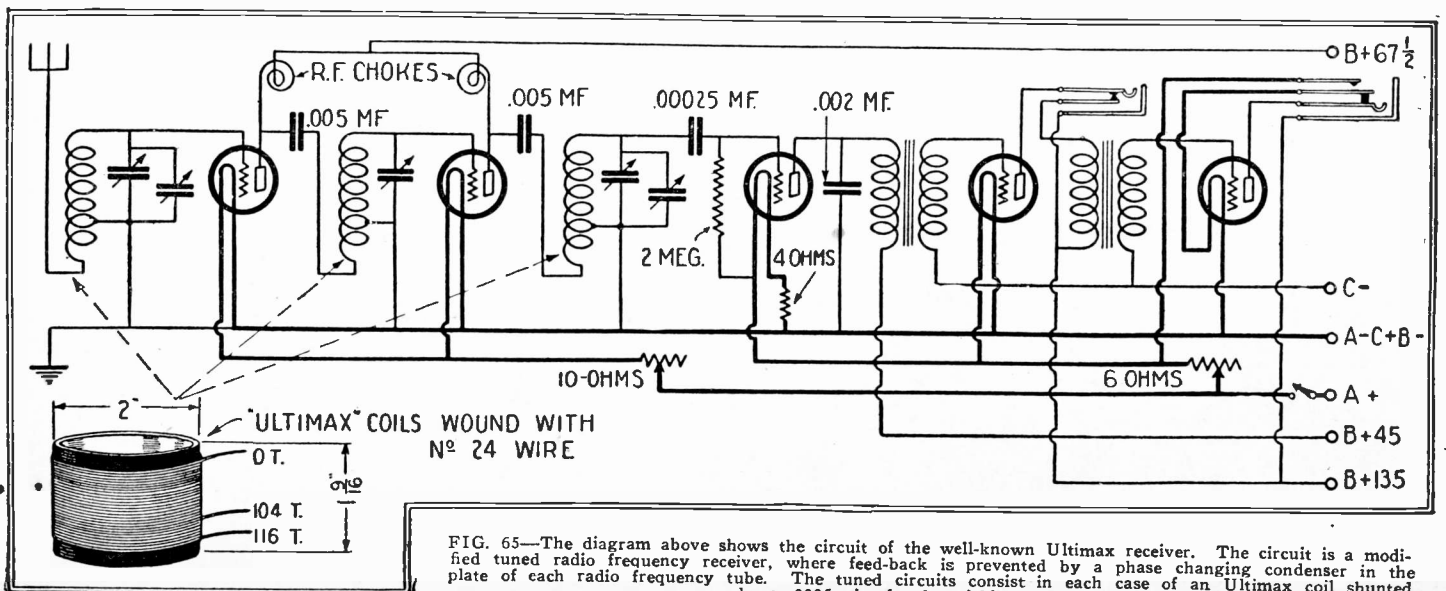 B+67½
R.F. CHOKES
.005 MF
.005 MF
.00025 MF.
.002 MF.
2 MEG.
4 OHMS
C-
A-C+B-
10-OHMS
6 OHMS
A+
B+45
B+135
2"
"ULTIMAX" COILS WOUND WITH
Nº 24 WIRE
0 T.
104 T.
116 T.
1 9/16"
FIG. 65—The diagram above shows the circuit of the well-known Ultimax receiver. The circuit is a modi-
fied tuned radio frequency receiver, where feed-back is prevented by a phase changing condenser in the
plate of each radio frequency tube. The tuned circuits consist in each case of an Ultimax coil shunted